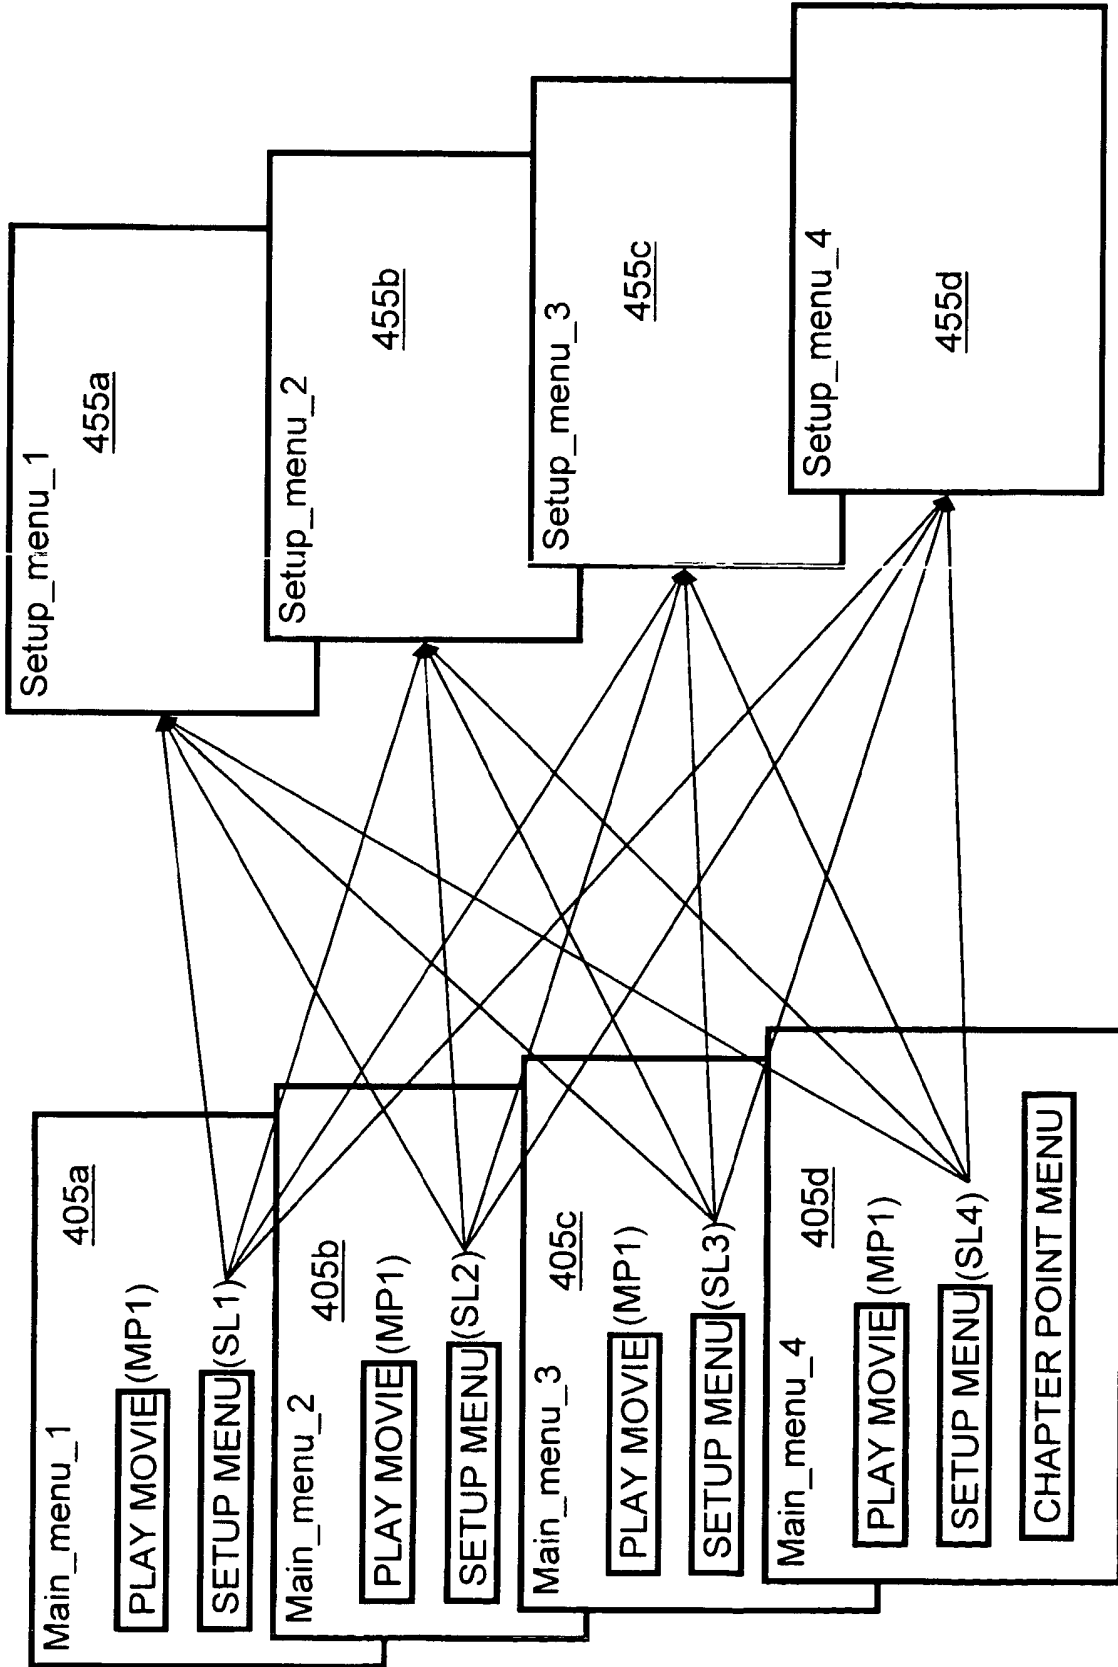 Main_menu_1
405a
PLAY MOVIE (MP1)
SETUP MENU (SL1)
Main_menu_2
405b
PLAY MOVIE (MP1)
SETUP MENU (SL2)
Main_menu_3
405c
PLAY MOVIE (MP1)
SETUP MENU (SL3)
Main_menu_4
405d
PLAY MOVIE (MP1)
SETUP MENU (SL4)
CHAPTER POINT MENU
Setup_menu_1
455a
Setup_menu_2
455b
Setup_menu_3
455c
Setup_menu_4
455d